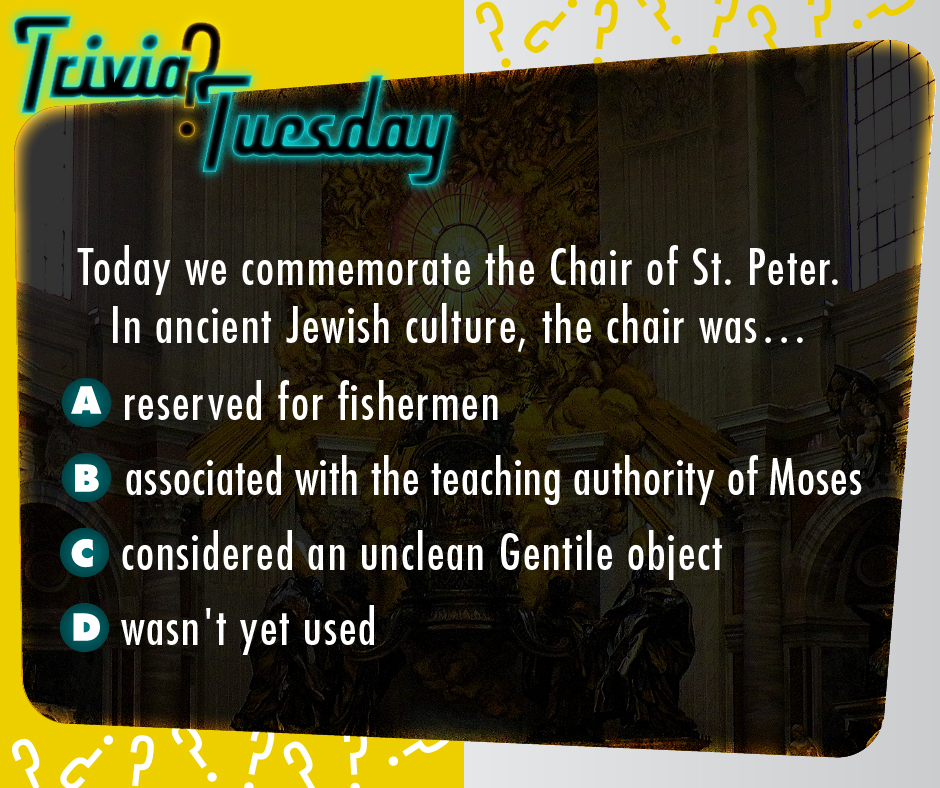 Trivia?
Tuesday
Today we commemorate the Chair of St. Peter.
In ancient Jewish culture, the chair was...
A reserved for fishermen
B associated with the teaching authority of Moses
C considered an unclean Gentile object
D wasn't yet used